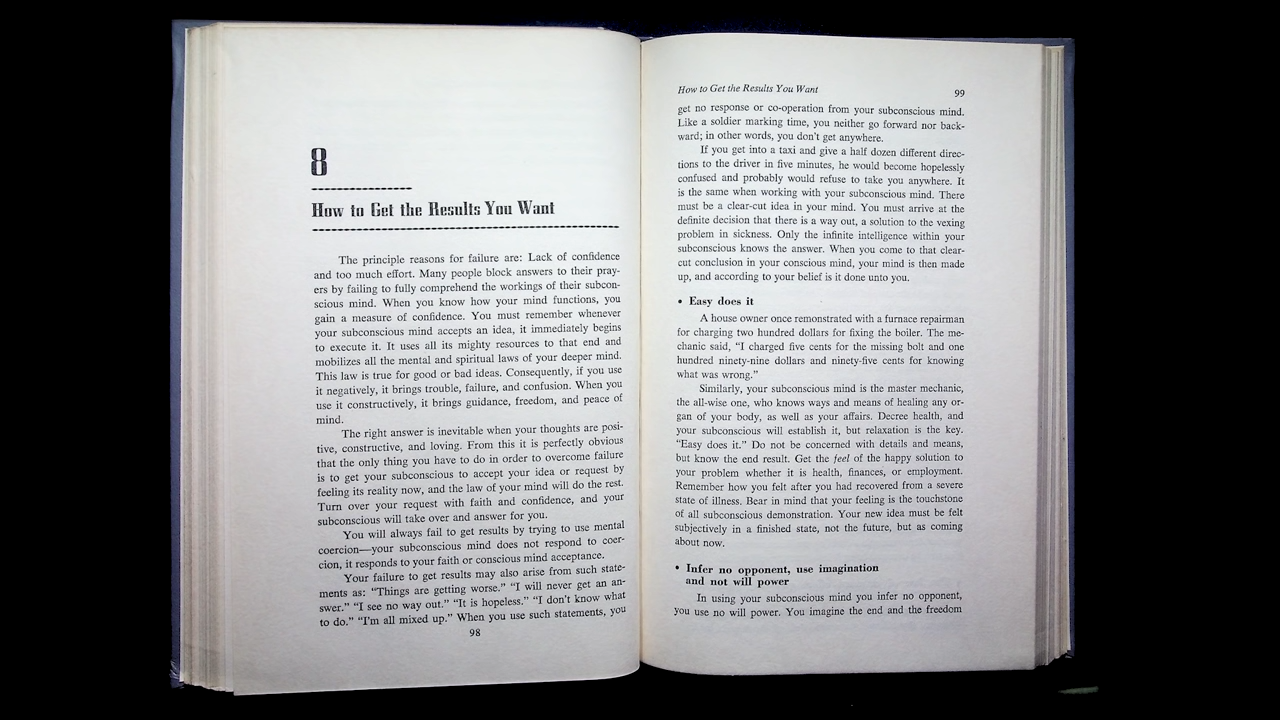 8
How to Get the Results You Want
The principle reasons for failure are: Lack of confidence
and too much effort. Many people block answers to their pray-
ers by failing to fully comprehend the workings of their subcon-
scious mind. When you know how your mind functions, you
gain a measure of confidence. You must remember whenever
your subconscious mind accepts an idea, it immediately begins
to execute it. It uses all its mighty resources to that end and
mobilizes all the mental and spiritual laws of your deeper mind.
This law is true for good or bad ideas. Consequently, if you use
it negatively, it brings trouble, failure, and confusion. When you
use it constructively, it brings guidance, freedom, and peace of
mind.
The right answer is inevitable when your thoughts are posi-
tive, constructive, and loving. From this it is perfectly obvious
that the only thing you have to do in order to overcome failure
is to get your subconscious to accept your idea or request by
feeling its reality now, and the law of your mind will do the rest.
Turn over your request with faith and confidence, and your
subconscious will take over and answer for you.
You will always fail to get results by trying to use mental
coercion—your subconscious mind does not respond to coer-
cion, it responds to your faith or conscious mind acceptance.
Your failure to get results may also arise from such state-
ments as: “Things are getting worse.” “I will never get an an-
swer.” “I see no way out.” “It is hopeless.” “I don’t know what
to do.” “I’m all mixed up.” When you use such statements, you
98
How to Get the Results You Want 99
get no response or co-operation from your subconscious mind.
Like a soldier marking time, you neither go forward nor back-
ward; in other words, you don’t get anywhere.
If you get into a taxi and give a half dozen different direc-
tions to the driver in five minutes, he would become hopelessly
confused and probably would refuse to take you anywhere. It
is the same when working with your subconscious mind. There
must be a clear-cut idea in your mind. You must arrive at the
definite decision that there is a way out, a solution to the vexing
problem in sickness. Only the infinite intelligence within your
subconscious knows the answer. When you come to that clear-
cut conclusion in your conscious mind, your mind is then made
up, and according to your belief is it done unto you.
• Easy does it
A house owner once remonstrated with a furnace repairman
for charging two hundred dollars for fixing the boiler. The me-
chanic said, “I charged five cents for the missing bolt and one
hundred ninety-nine dollars and ninety-five cents for knowing
what was wrong.”
Similarly, your subconscious mind is the master mechanic,
the all-wise one, who knows ways and means of healing any or-
gan of your body, as well as your affairs. Decree health, and
your subconscious will establish it, but relaxation is the key.
“Easy does it.” Do not be concerned with details and means,
but know the end result. Get the feel of the happy solution to
your problem whether it is health, finances, or employment.
Remember how you felt after you had recovered from a severe
state of illness. Bear in mind that your feeling is the touchstone
of all subconscious demonstration. Your new idea must be felt
subjectively in a finished state, not the future, but as coming
about now.
• Infer no opponent, use imagination
and not will power
In using your subconscious mind you infer no opponent,
you use no will power. You imagine the end and the freedom